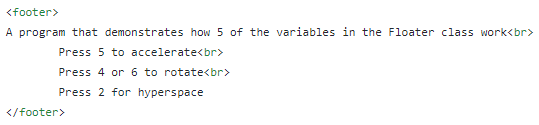 <footer>
A program that demonstrates how 5 of the variables in the Floater class work<br>
Press 5 to accelerate<br>
Press 4 or 6 to rotate<br>
Press 2 for hyperspace
</footer>